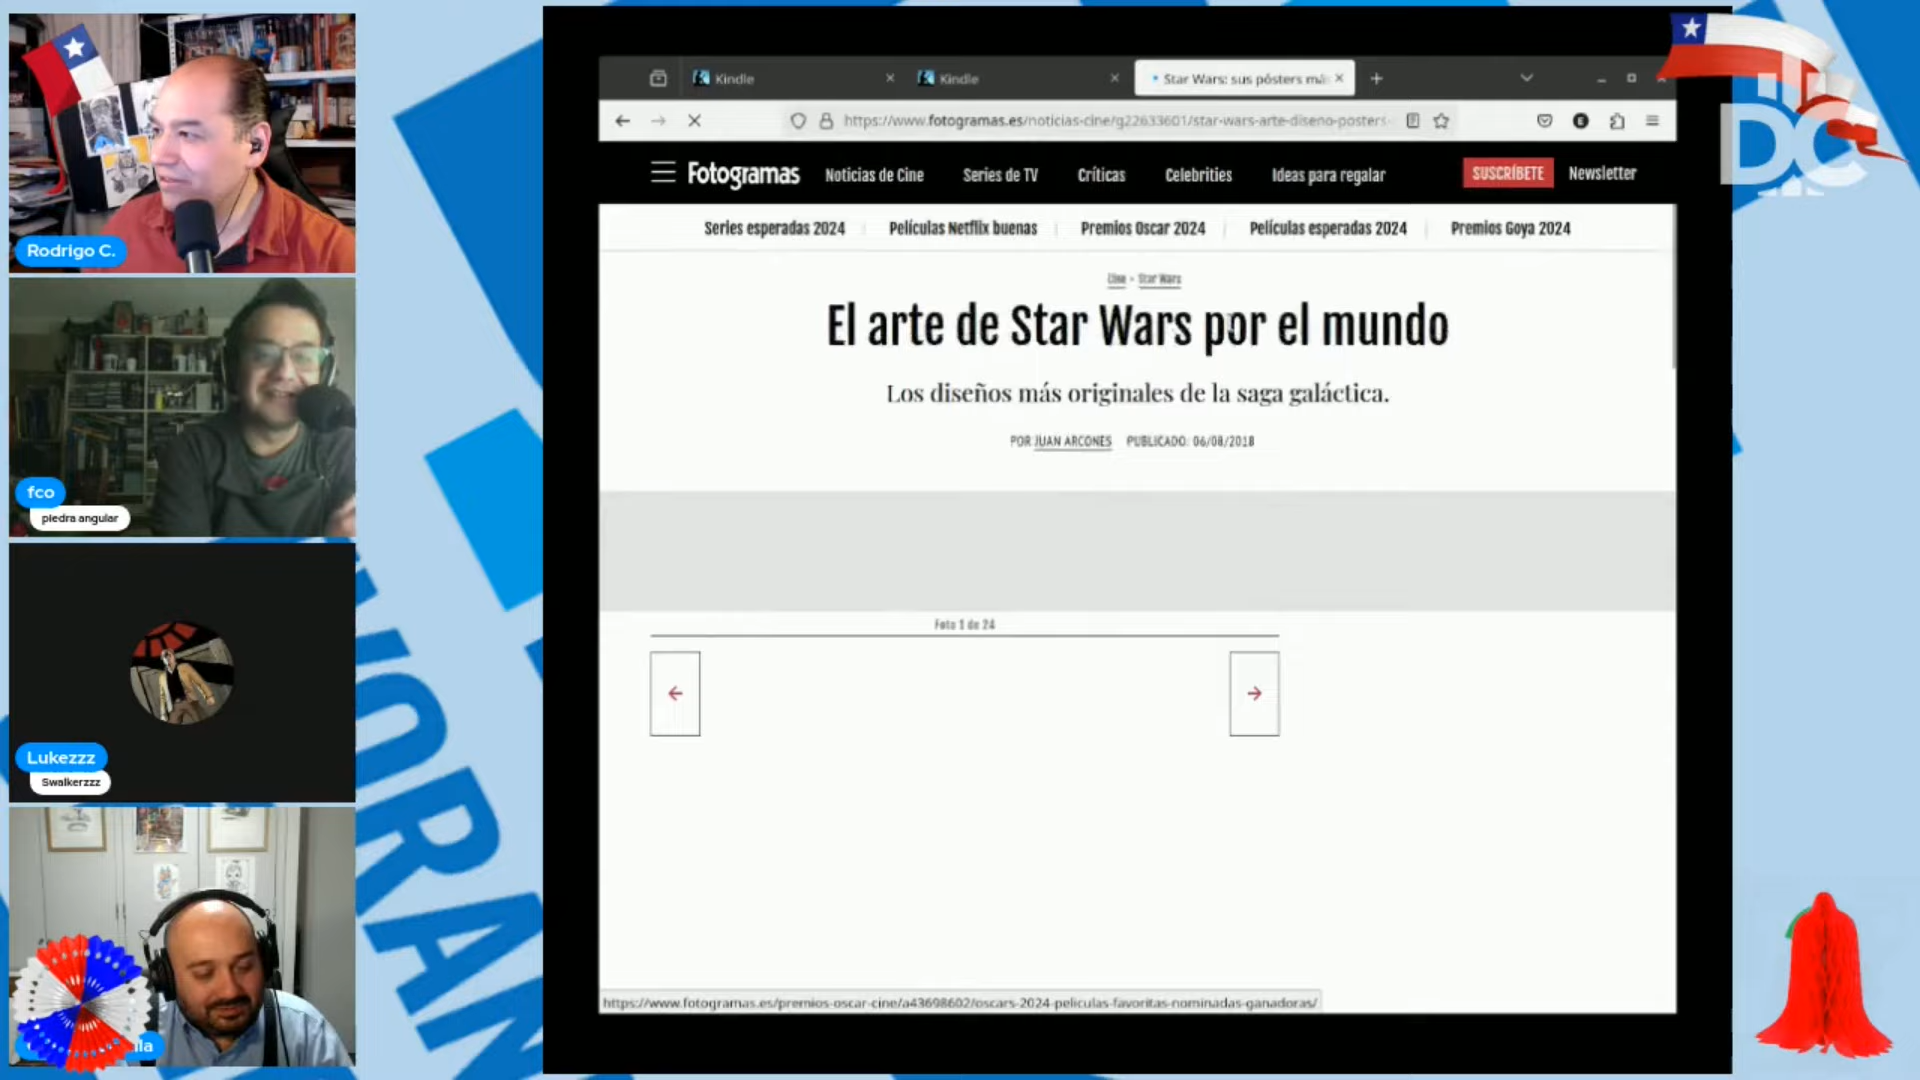 Rodrigo C.
fco
piedra angular
Lukezzz
Swalkerzzz
la
Kindle
Kindle
Star Wars: sus pósters má
https://www.fotogramas.es/noticias-cine/g22633601/star-wars-arte-diseno-posters-
Fotogramas
Noticias de Cine
Series de TV
Críticas
Celebrities
Ideas para regalar
SUSCRÍBETE
Newsletter
Series esperadas 2024
Películas Netflix buenas
Premios Oscar 2024
Películas esperadas 2024
Premios Goya 2024
Cine • Star Wars
El arte de Star Wars por el mundo
Los diseños más originales de la saga galáctica.
POR JUAN ARCONES PUBLICADO: 06/08/2018
Foto 1 de 24
https://www.fotogramas.es/premios-oscar-cine/a43698602/oscars-2024-peliculas-favoritas-nominadas-ganadoras/
DC